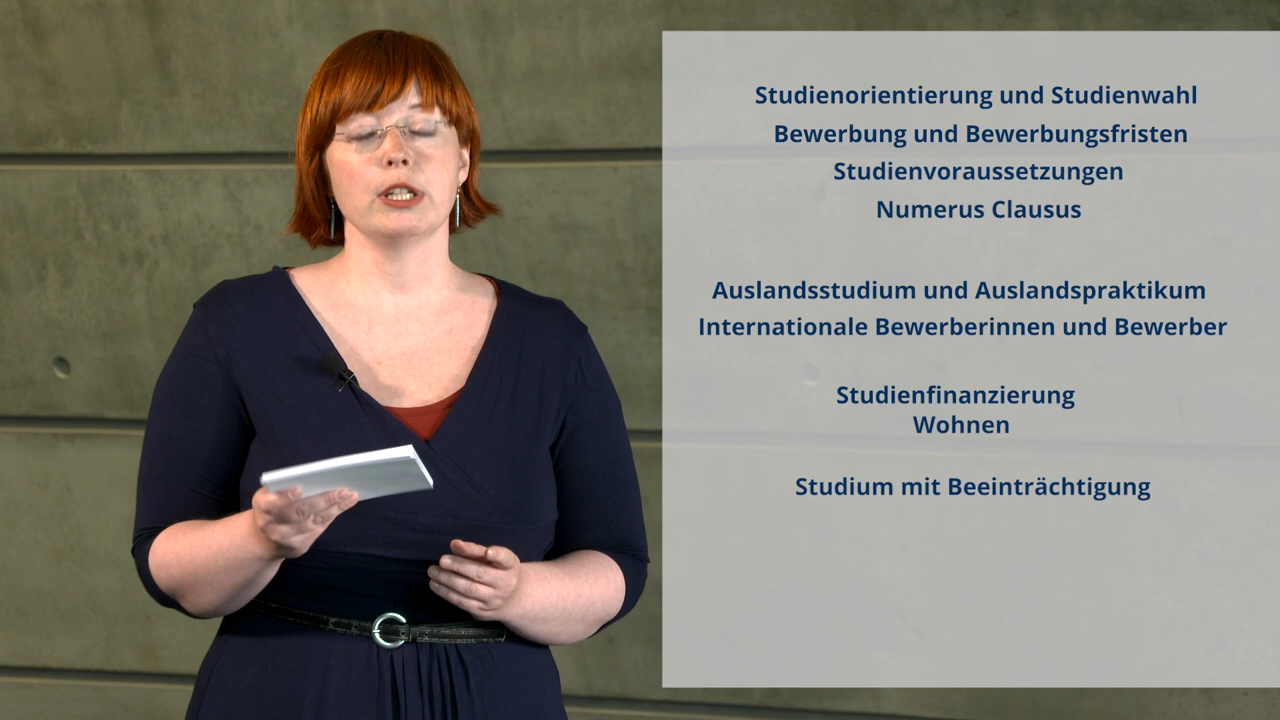 Studienorientierung und Studienwahl
Bewerbung und Bewerbungsfristen
Studienvoraussetzungen
Numerus Clausus
Auslandsstudium und Auslandspraktikum
Internationale Bewerberinnen und Bewerber
Studienfinanzierung
Wohnen
Studium mit Beeinträchtigung